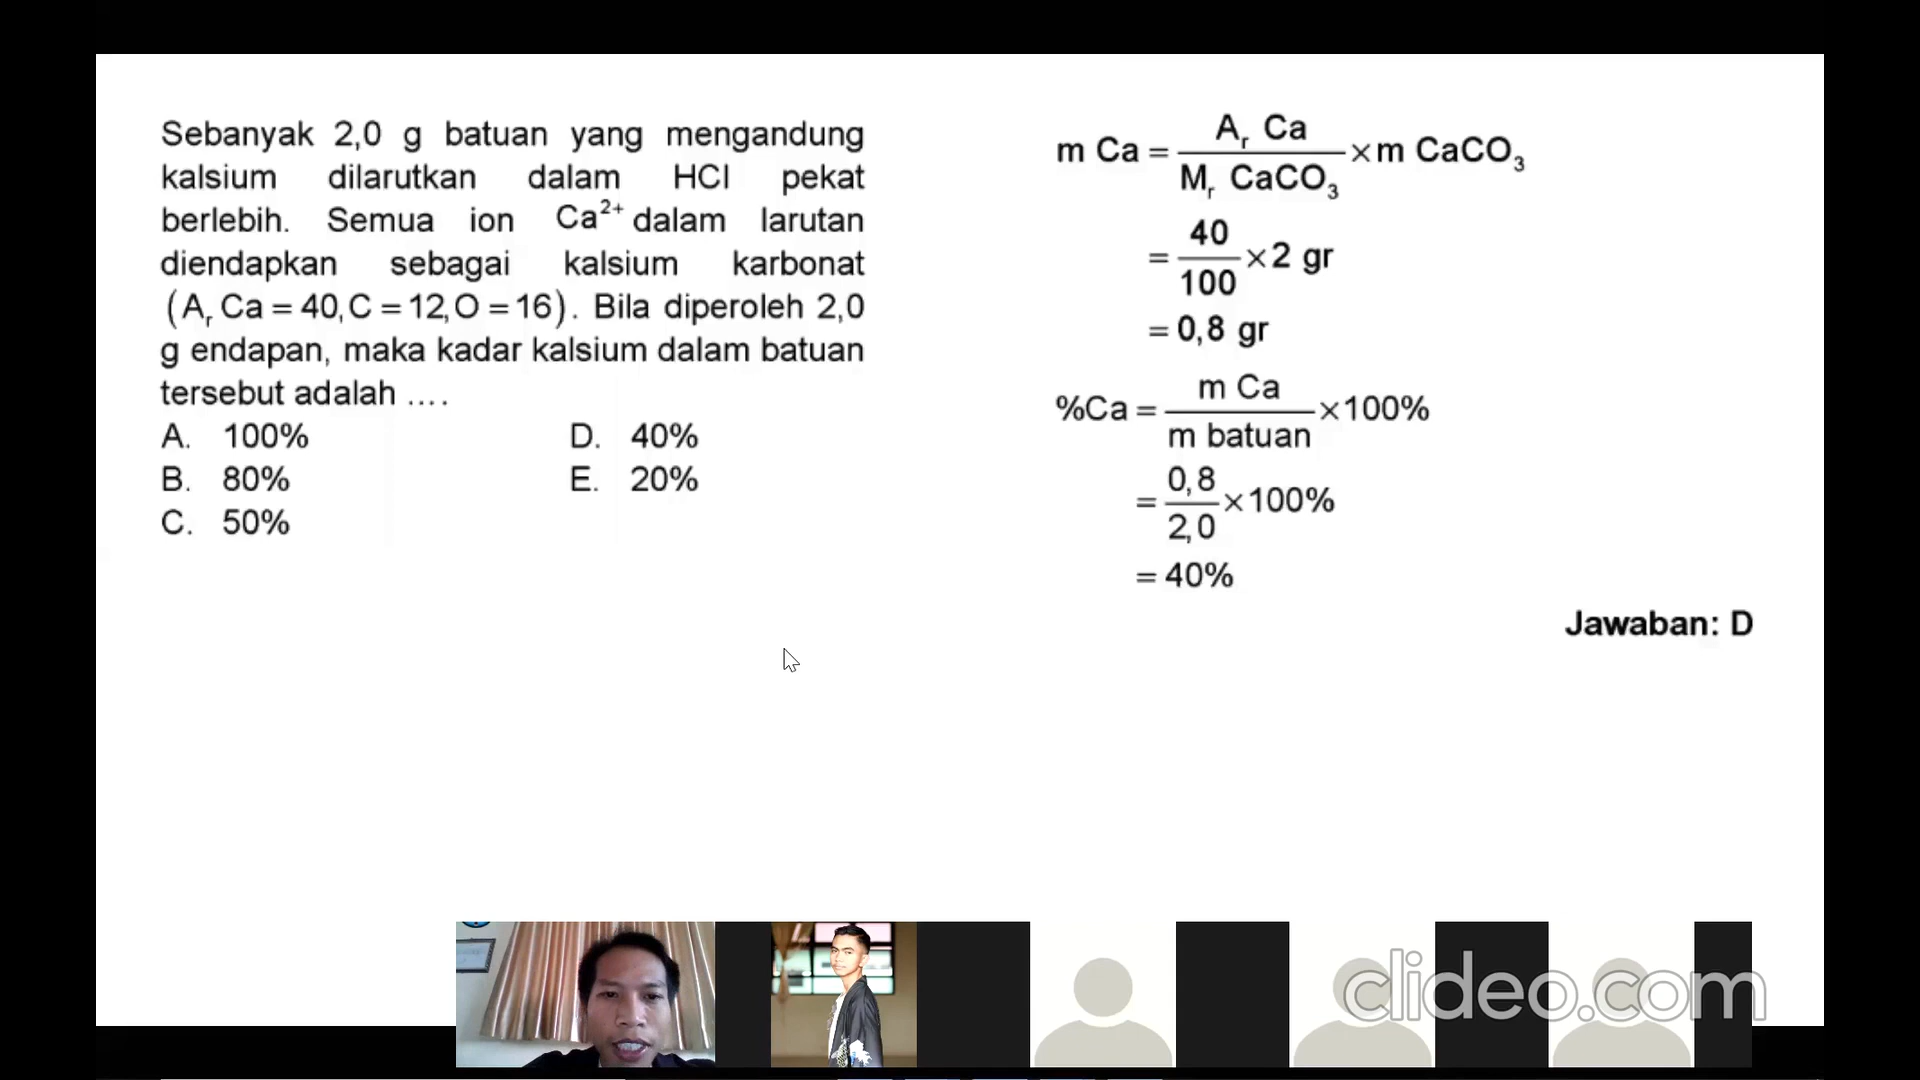 Sebanyak 2,0 g batuan yang mengandung
kalsium dilarutkan dalam HCl pekat
berlebih. Semua ion Ca²⁺ dalam larutan
diendapkan sebagai kalsium karbonat
(Aᵣ Ca = 40, C = 12, O = 16). Bila diperoleh 2,0
g endapan, maka kadar kalsium dalam batuan
tersebut adalah ....
A. 100%
B. 80%
C. 50%
D. 40%
E. 20%
m Ca = Aᵣ Ca / Mᵣ CaCO₃ × m CaCO₃
= 40 / 100 × 2 gr
= 0,8 gr
%Ca = m Ca / m batuan × 100%
= 0,8 / 2,0 × 100%
= 40%
Jawaban: D
clideo.com